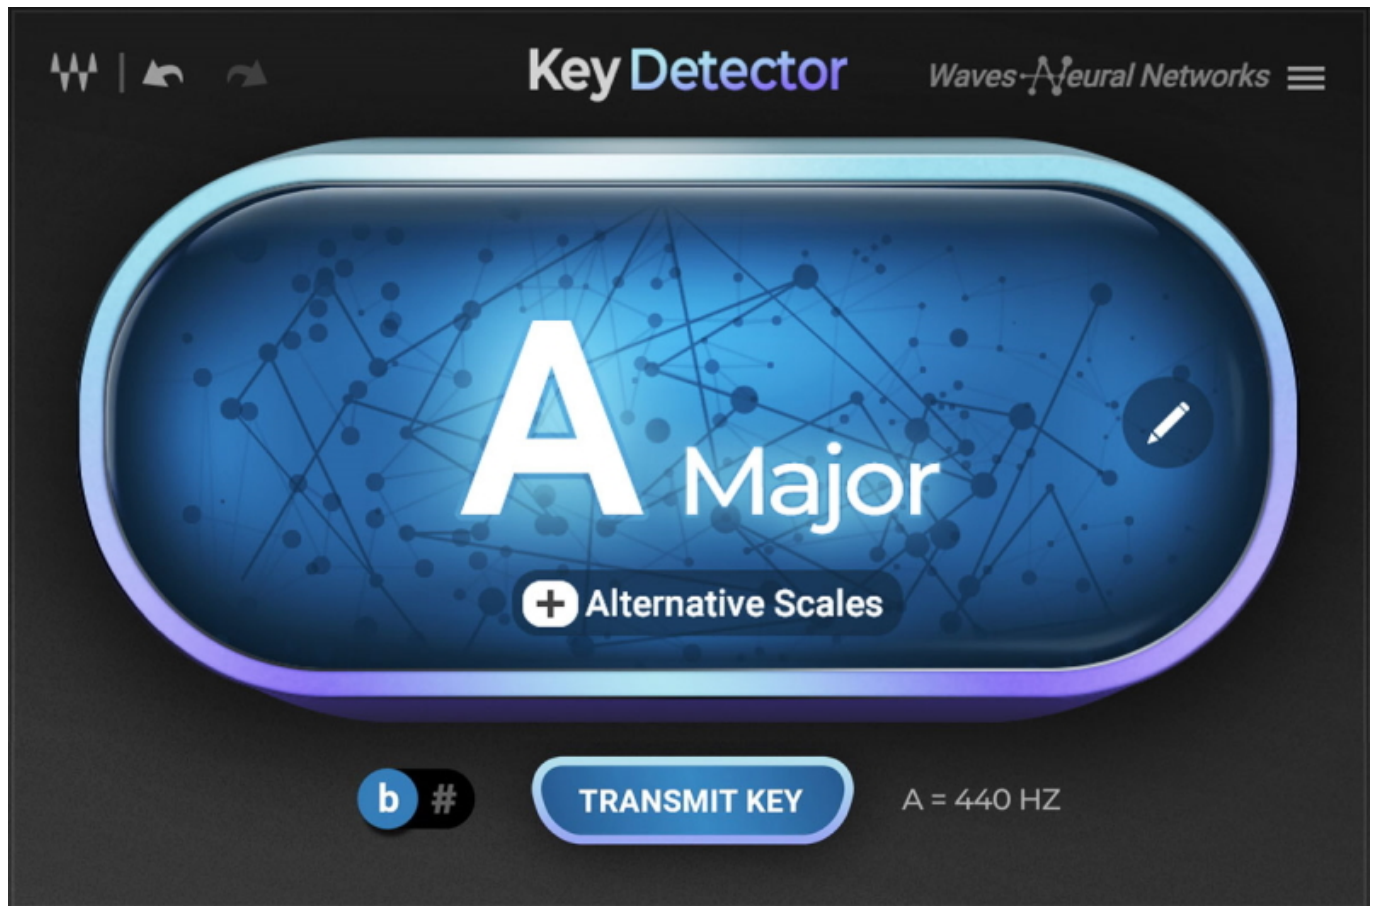 Key Detector
Waves Neural Networks
A Major
+ Alternative Scales
b #
TRANSMIT KEY
A = 440 HZ